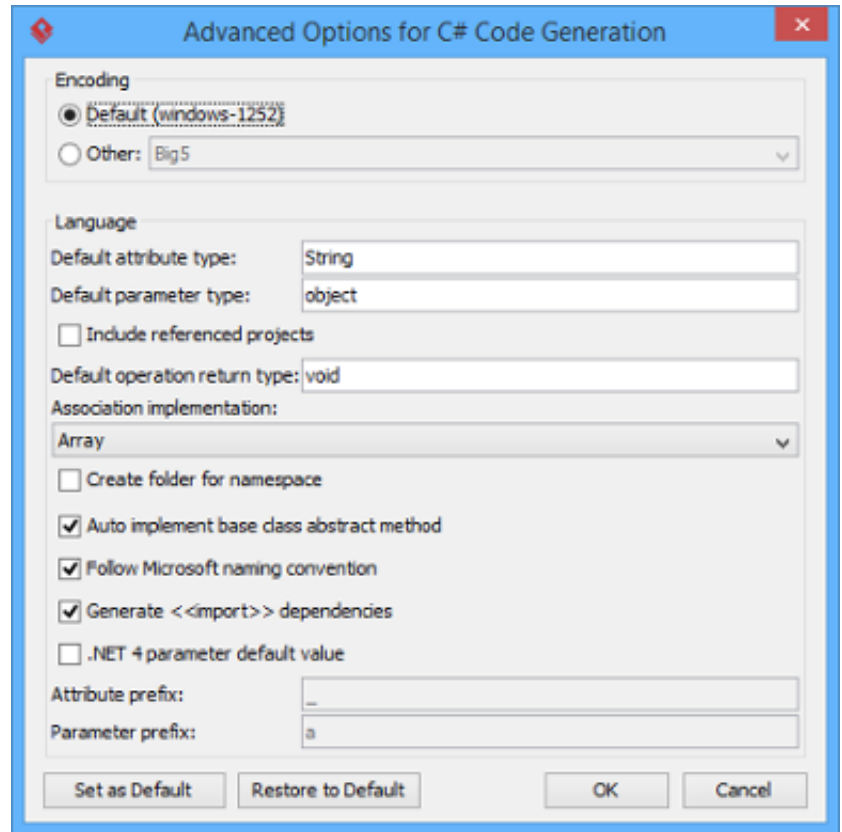 Advanced Options for C# Code Generation
Encoding
Default (windows-1252)
Other: Big5
Language
Default attribute type: String
Default parameter type: object
Include referenced projects
Default operation return type: void
Association implementation:
Array
Create folder for namespace
Auto implement base class abstract method
Follow Microsoft naming convention
Generate <<import>> dependencies
.NET 4 parameter default value
Attribute prefix: _
Parameter prefix: a
Set as Default Restore to Default OK Cancel